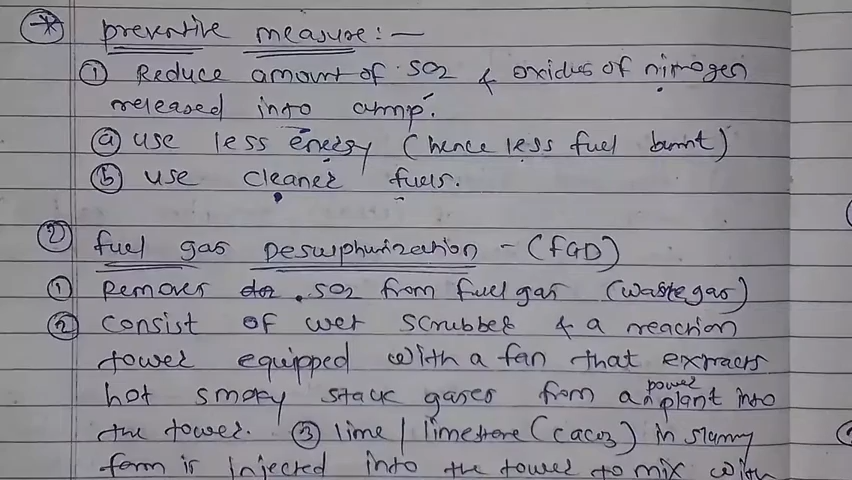 * preventive measure:-
① Reduce amount of SO2 & oxides of nitrogen
released into atmp.
ⓐ use less energy (hence less fuel burnt)
ⓑ use cleaner fuels.
② fuel gas Desulphurization - (FGD)
① Remover SO2 from fuel gas (waste gas)
② consist of wet scrubber & a reaction
tower equipped with a fan that extracts
hot smoky stack gases from a power plant into
the tower. ③ lime / limestone (CaCO3) in slurry
form is injected into the tower to mix with